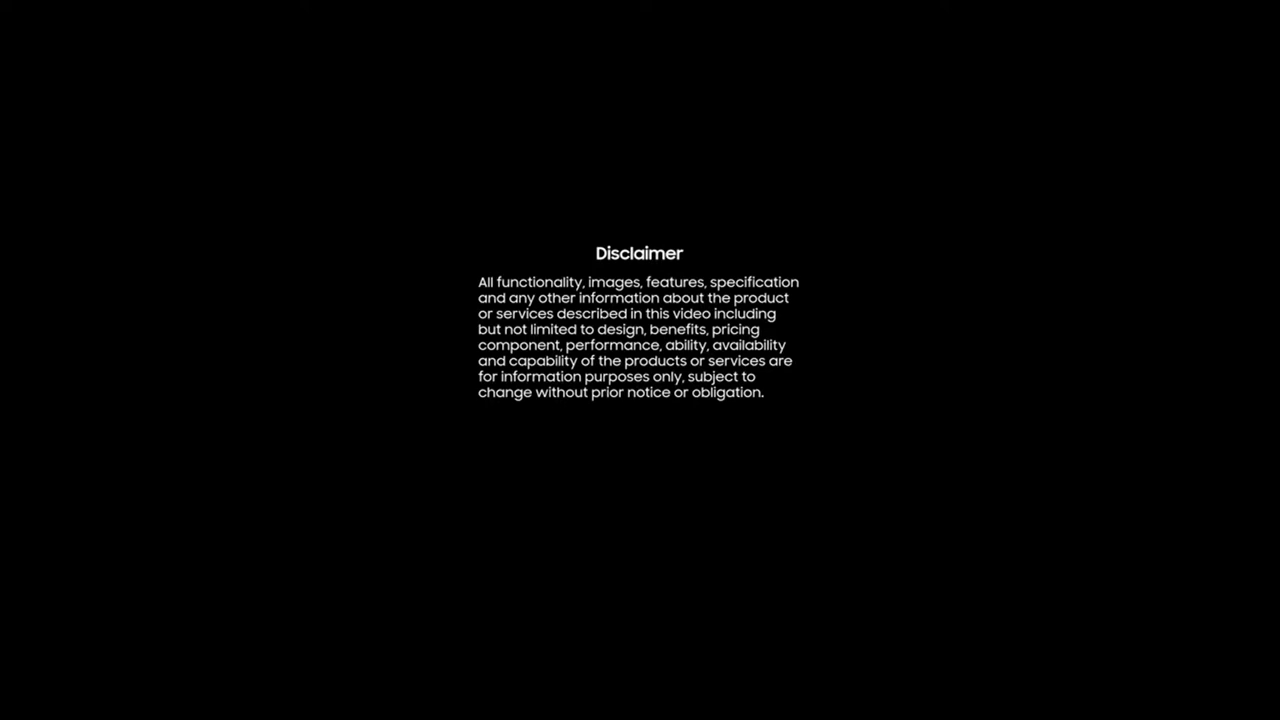 Disclaimer
All functionality, images, features, specification
and any other information about the product
or services described in this video including
but not limited to design, benefits, pricing
component, performance, ability, availability
and capability of the products or services are
for information purposes only, subject to
change without prior notice or obligation.